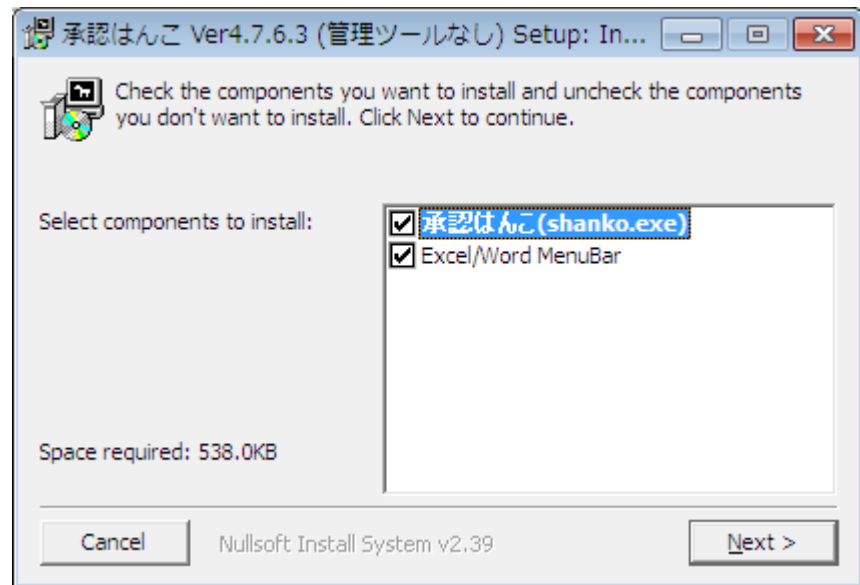 承認はんこ Ver4.7.6.3 (管理ツールなし) Setup: In...
Check the components you want to install and uncheck the components
you don't want to install. Click Next to continue.
Select components to install:
承認はんこ(shanko.exe)
Excel/Word MenuBar
Space required: 538.0KB
Cancel
Nullsoft Install System v2.39
Next >